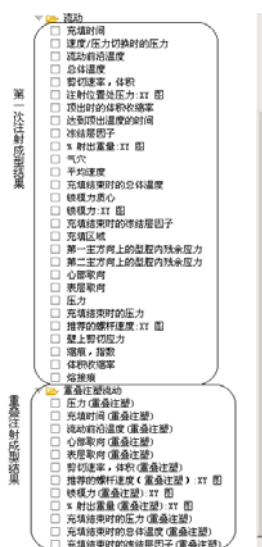 流动
充填时间
速度/压力切换时的压力
流动前沿温度
总体温度
剪切速率，体积
注射位置处压力:XY 图
顶出时的体积收缩率
达到顶出温度的时间
冻结层因子
% 射出重量:XY 图
气穴
平均速度
充填结束时的总体温度
锁模力质心
锁模力:XY 图
充填结束时的冻结层因子
充填区域
第一主方向上的型腔内残余应力
第二主方向上的型腔内残余应力
心部取向
表层取向
压力
充填结束时的压力
推荐的螺杆速度:XY 图
壁上剪切应力
缩痕，指数
体积收缩率
熔接痕
第一次注射成型结果
重叠注塑流动
压力(重叠注塑)
充填时间(重叠注塑)
流动前沿温度(重叠注塑)
心部取向(重叠注塑)
表层取向(重叠注塑)
剪切速率，体积(重叠注塑)
推荐的螺杆速度(重叠注塑):XY 图
锁模力(重叠注塑):XY 图
% 射出重量(重叠注塑):XY 图
充填结束时的压力(重叠注塑)
充填结束时的总体温度(重叠注塑)
充填结束时的冻结层因子(重叠注塑)
重叠注射成型结果